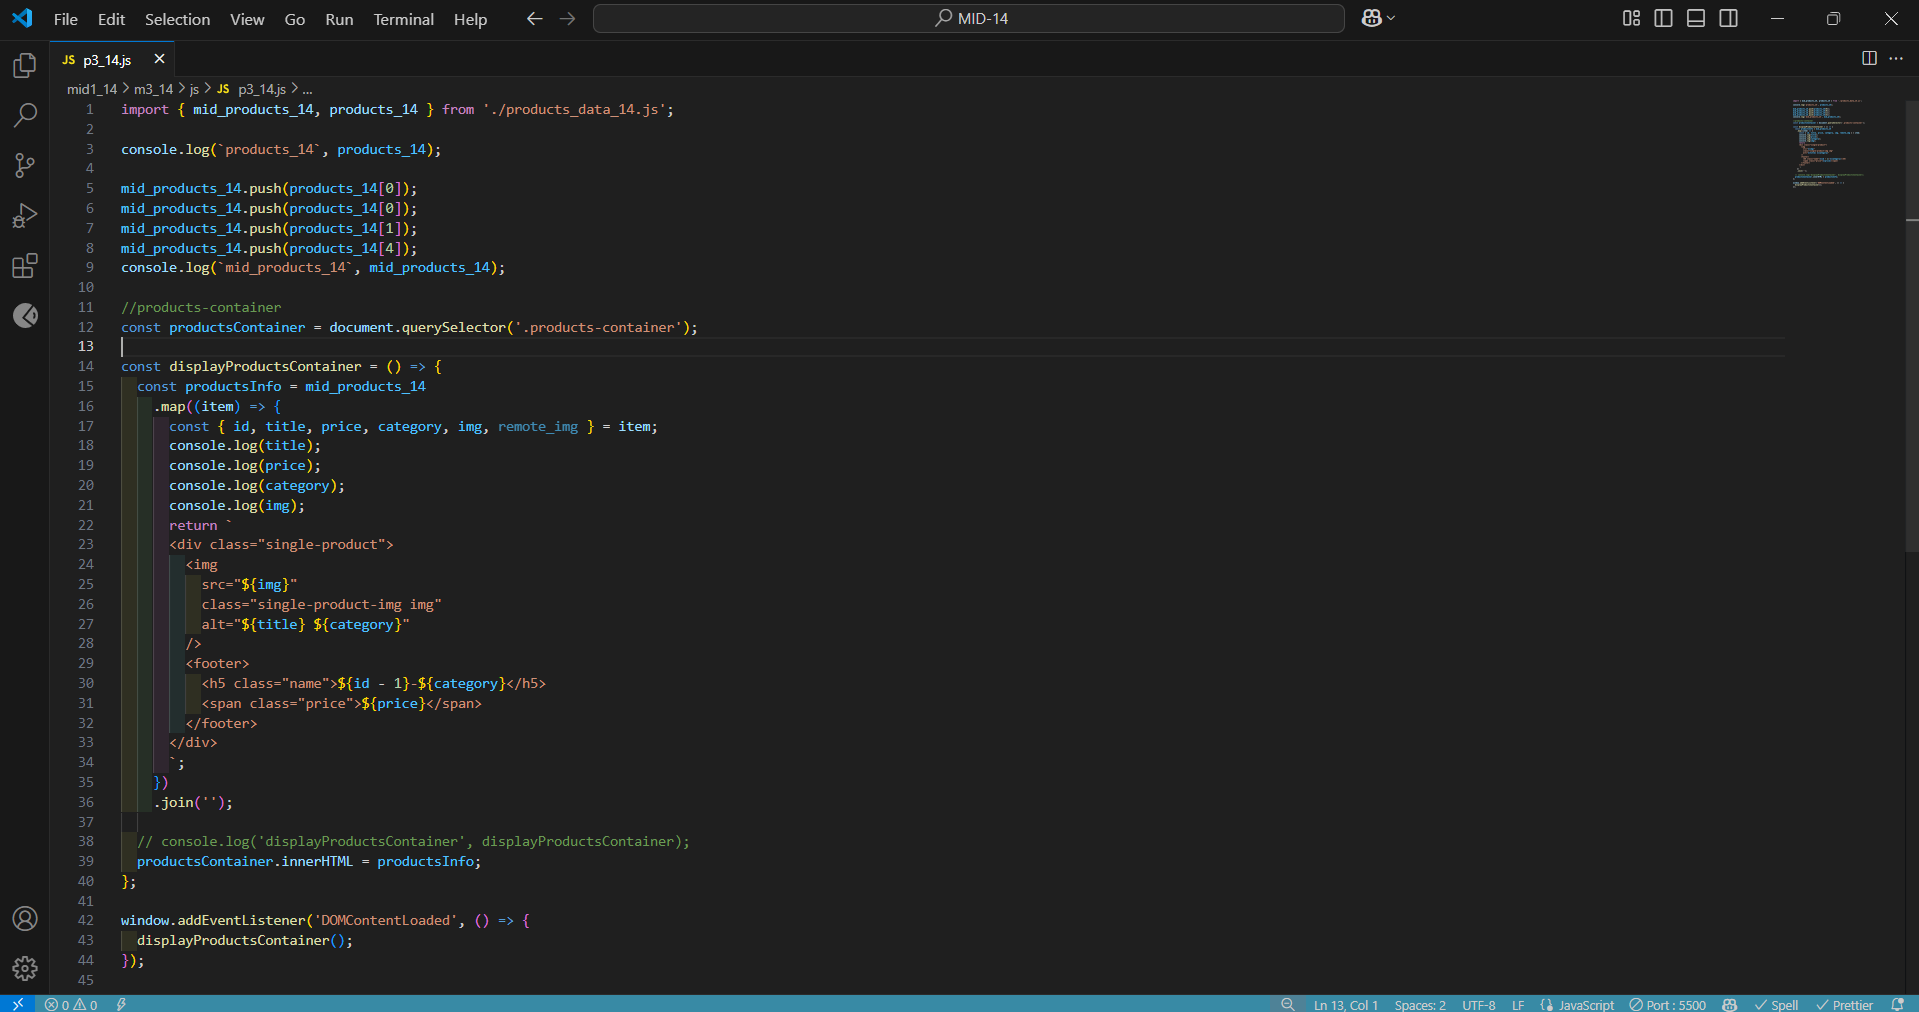 File Edit Selection View Go Run Terminal Help
MID-14
JS p3_14.js
mid1_14 > m3_14 > js > JS p3_14.js > ...
1 import { mid_products_14, products_14 } from './products_data_14.js';
2
3 console.log(`products_14`, products_14);
4
5 mid_products_14.push(products_14[0]);
6 mid_products_14.push(products_14[0]);
7 mid_products_14.push(products_14[1]);
8 mid_products_14.push(products_14[4]);
9 console.log(`mid_products_14`, mid_products_14);
10
11 //products-container
12 const productsContainer = document.querySelector('.products-container');
13
14 const displayProductsContainer = () => {
15   const productsInfo = mid_products_14
16     .map((item) => {
17       const { id, title, price, category, img, remote_img } = item;
18       console.log(title);
19       console.log(price);
20       console.log(category);
21       console.log(img);
22       return `
23       <div class="single-product">
24         <img
25           src="${img}"
26           class="single-product-img img"
27           alt="${title} ${category}"
28         />
29         <footer>
30           <h5 class="name">${id - 1}-${category}</h5>
31           <span class="price">${price}</span>
32         </footer>
33       </div>
34       `;
35     })
36     .join('');
37
38   // console.log('displayProductsContainer', displayProductsContainer);
39   productsContainer.innerHTML = productsInfo;
40 };
41
42 window.addEventListener('DOMContentLoaded', () => {
43   displayProductsContainer();
44 });
45
0 0 Ln 13, Col 1 Spaces: 2 UTF-8 LF {} JavaScript Port : 5500 Spell Prettier